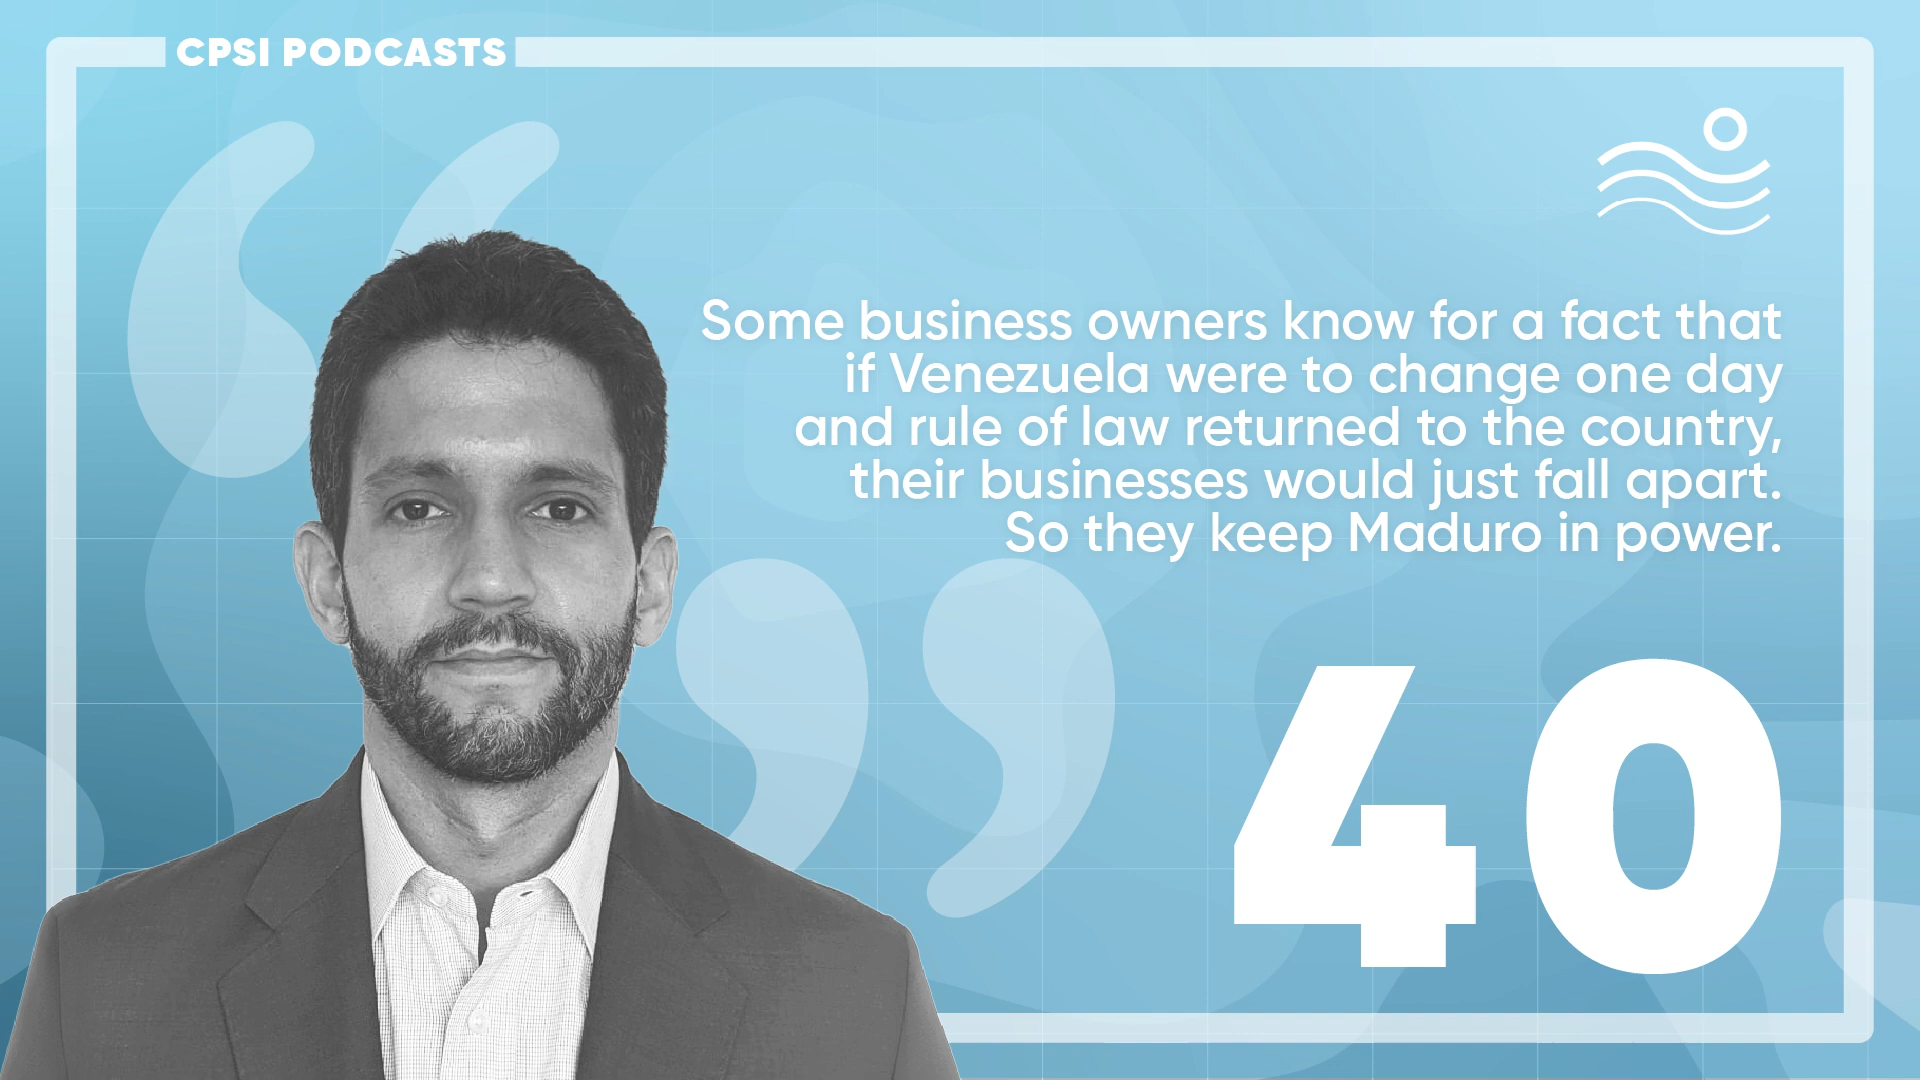 CPSI PODCASTS
Some business owners know for a fact that
if Venezuela were to change one day
and rule of law returned to the country,
their businesses would just fall apart.
So they keep Maduro in power.
40